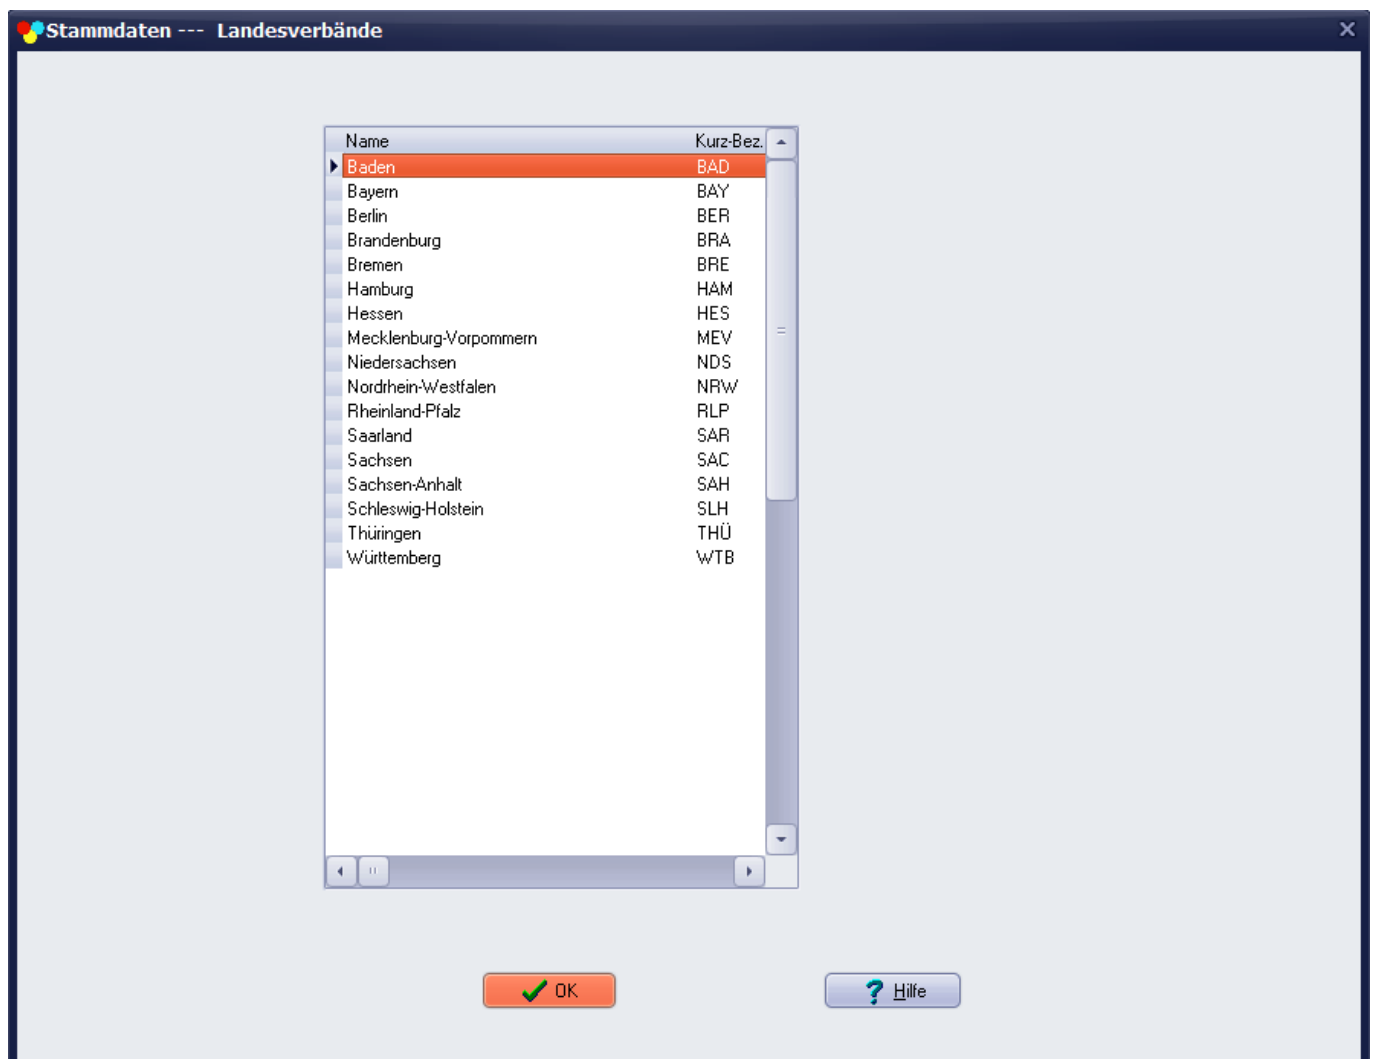 Stammdaten --- Landesverbände
Name Kurz-Bez.
Baden BAD
Bayern BAY
Berlin BER
Brandenburg BRA
Bremen BRE
Hamburg HAM
Hessen HES
Mecklenburg-Vorpommern MEV
Niedersachsen NDS
Nordrhein-Westfalen NRW
Rheinland-Pfalz RLP
Saarland SAR
Sachsen SAC
Sachsen-Anhalt SAH
Schleswig-Holstein SLH
Thüringen THÜ
Württemberg WTB
OK Hilfe